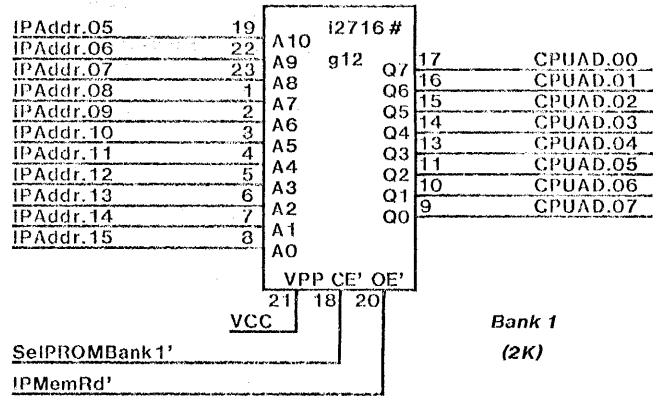 i2716 #
g12
IPAddr.05 19 A10
IPAddr.06 22 A9
IPAddr.07 23 A8
IPAddr.08 1 A7
IPAddr.09 2 A6
IPAddr.10 3 A5
IPAddr.11 4 A4
IPAddr.12 5 A3
IPAddr.13 6 A2
IPAddr.14 7 A1
IPAddr.15 8 A0
Q7 17 CPUAD.00
Q6 16 CPUAD.01
Q5 15 CPUAD.02
Q4 14 CPUAD.03
Q3 13 CPUAD.04
Q2 11 CPUAD.05
Q1 10 CPUAD.06
Q0 9 CPUAD.07
VPP CE' OE'
21 18 20
VCC
SelPROMBank1'
IPMemRd'
Bank 1
(2K)